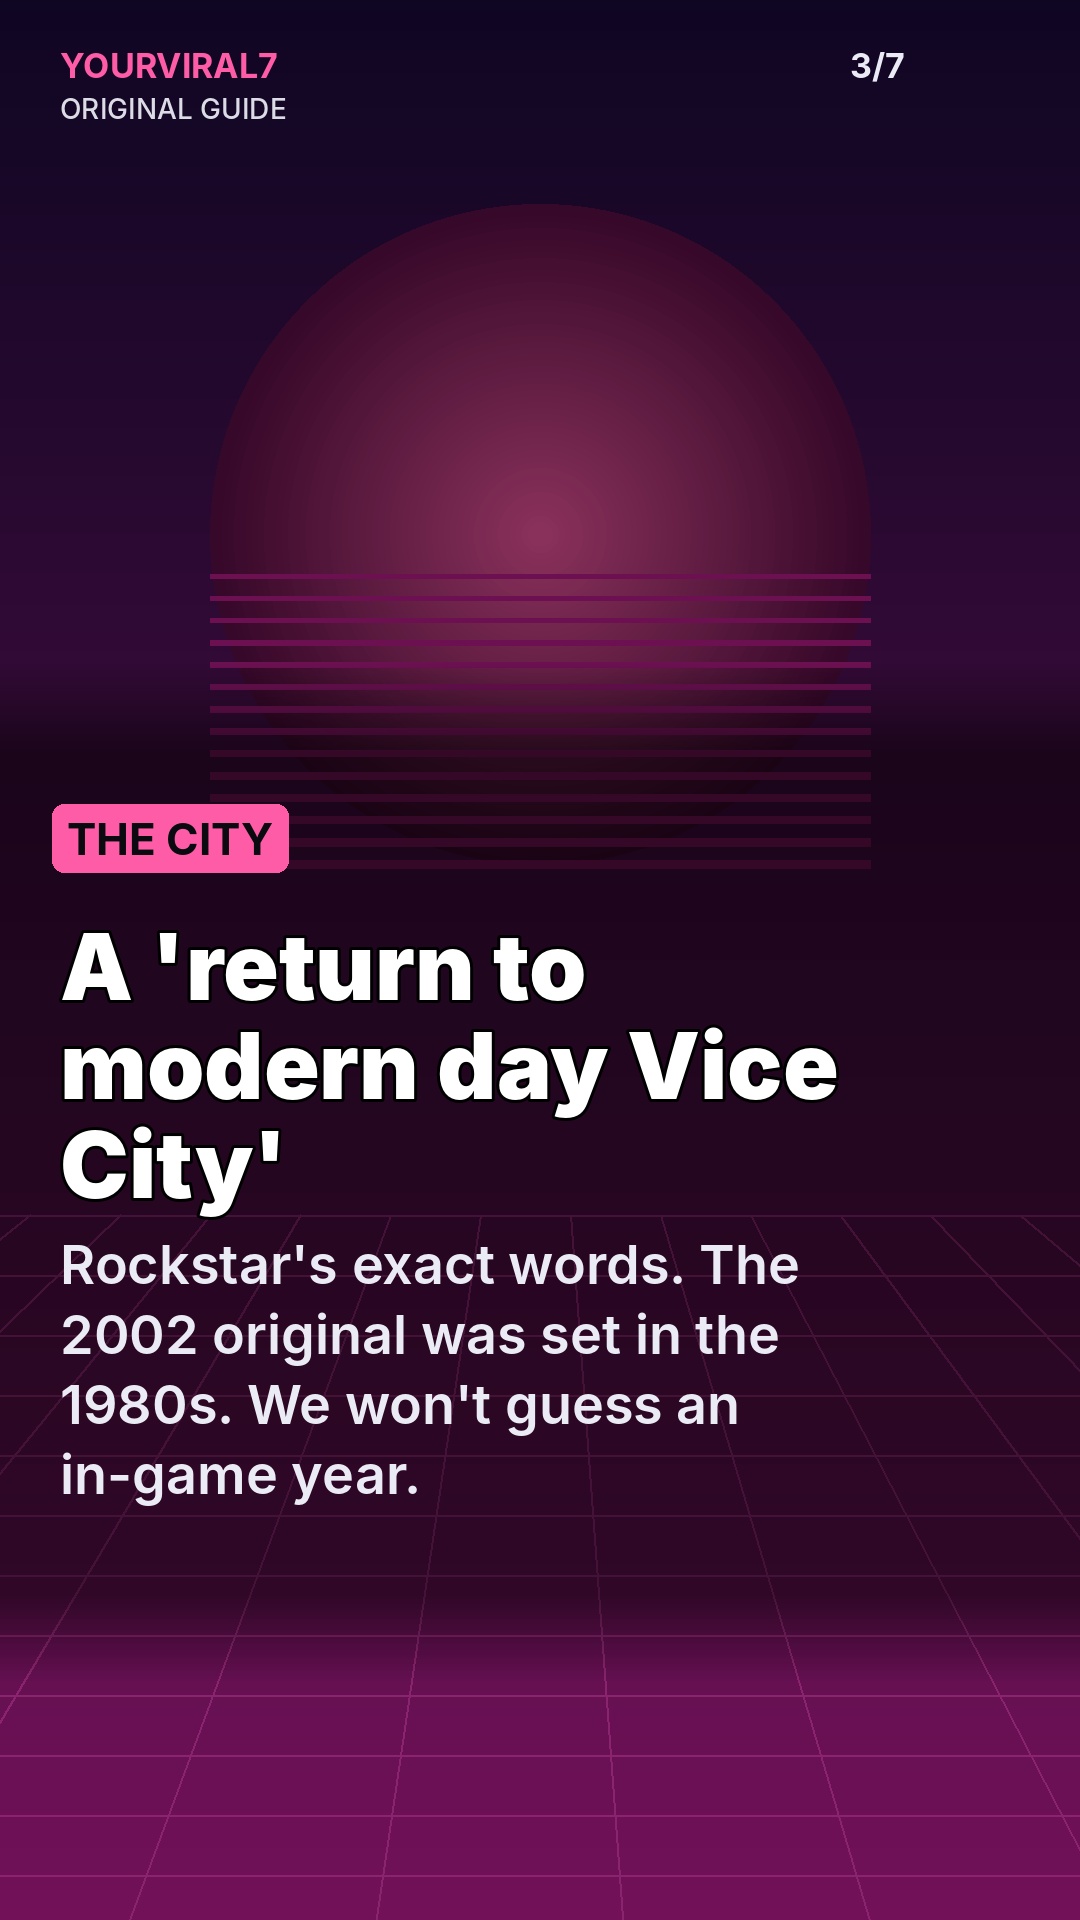 YOURVIRAL7
3/7
ORIGINAL GUIDE
THE CITY
A 'return to
modern day Vice
City'
Rockstar's exact words. The
2002 original was set in the
1980s. We won't guess an
in-game year.